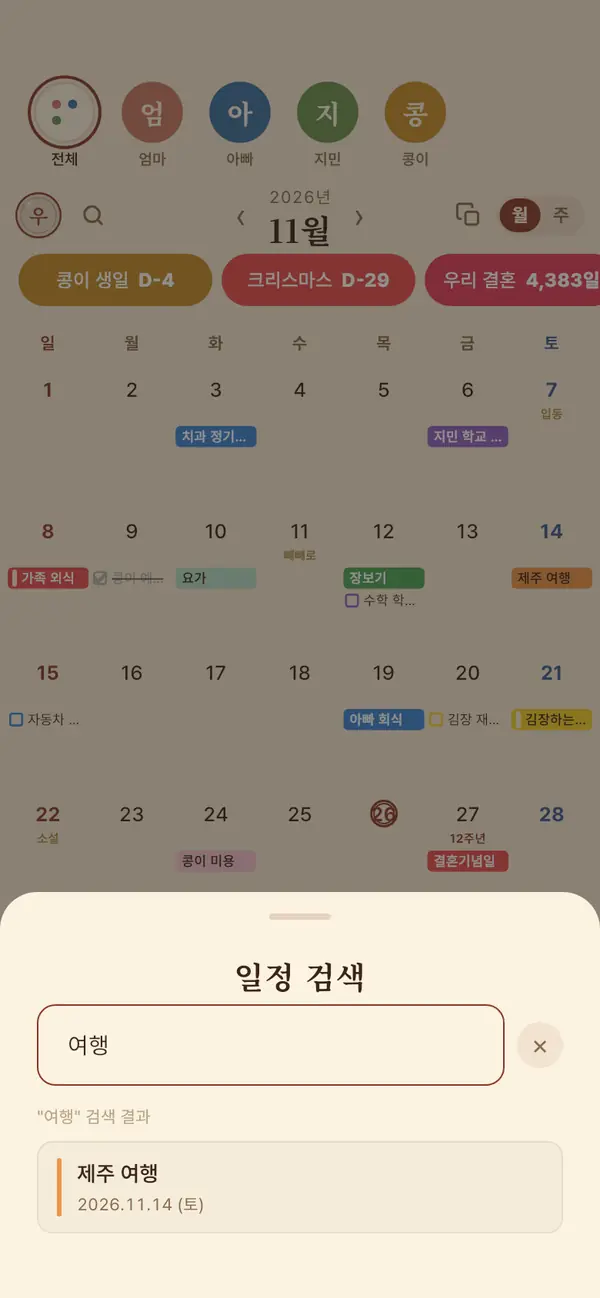 엄 아 지 콩
전체 엄마 아빠 지민 콩이
우 2026년 월 주
11월
콩이 생일 D-4 크리스마스 D-29 우리 결혼 4,383일
일 월 화 수 목 금 토
1 2 3 4 5 6 7
입동
치과 정기... 지민 학교 ...
8 9 10 11 12 13 14
빼빼로
가족 외식 콩이 예... 요가 장보기 제주 여행
수학 학...
15 16 17 18 19 20 21
자동차 ... 아빠 회식 김장 재... 김장하는...
22 23 24 25 26 27 28
소설 12주년
콩이 미용 결혼기념일
일정 검색
여행
"여행" 검색 결과
제주 여행
2026.11.14 (토)